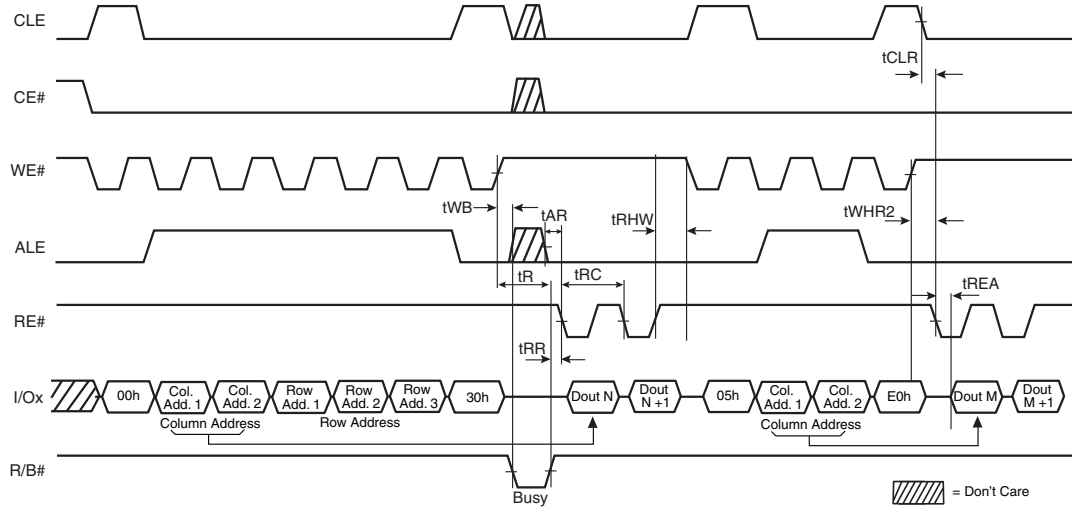 CLE
tCLR
CE#
WE#
tWB
tAR
tRHW
tWHR2
ALE
tR
tRC
tREA
RE#
tRR
I/Ox
00h
Col. Add. 1
Col. Add. 2
Row Add. 1
Row Add. 2
Row Add. 3
30h
Dout N
Dout N +1
05h
Col. Add. 1
Col. Add. 2
E0h
Dout M
Dout M +1
Column Address
Row Address
Column Address
R/B#
Busy
= Don't Care